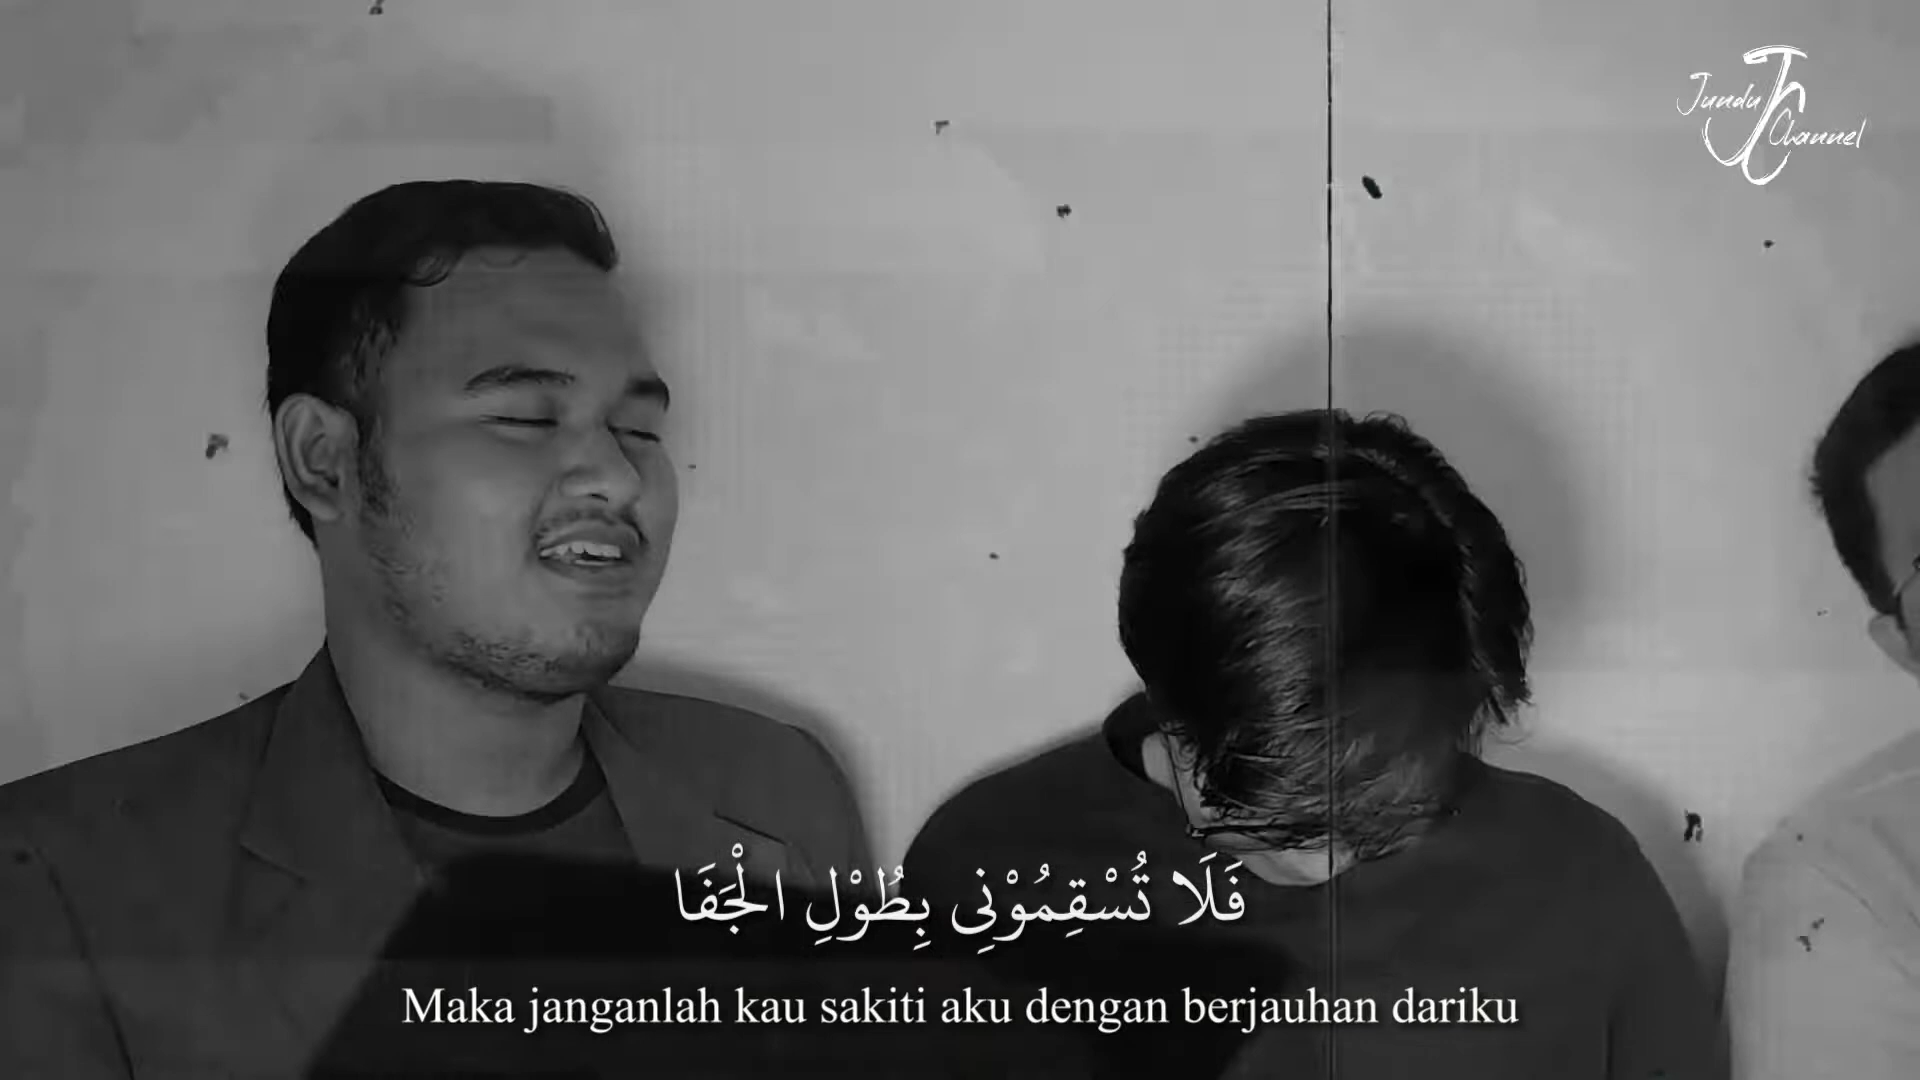 Jundu
Channel
فَلَا تُسْقِمُوْنِى بِطُوْلِ الْجَفَا
Maka janganlah kau sakiti aku dengan berjauhan dariku